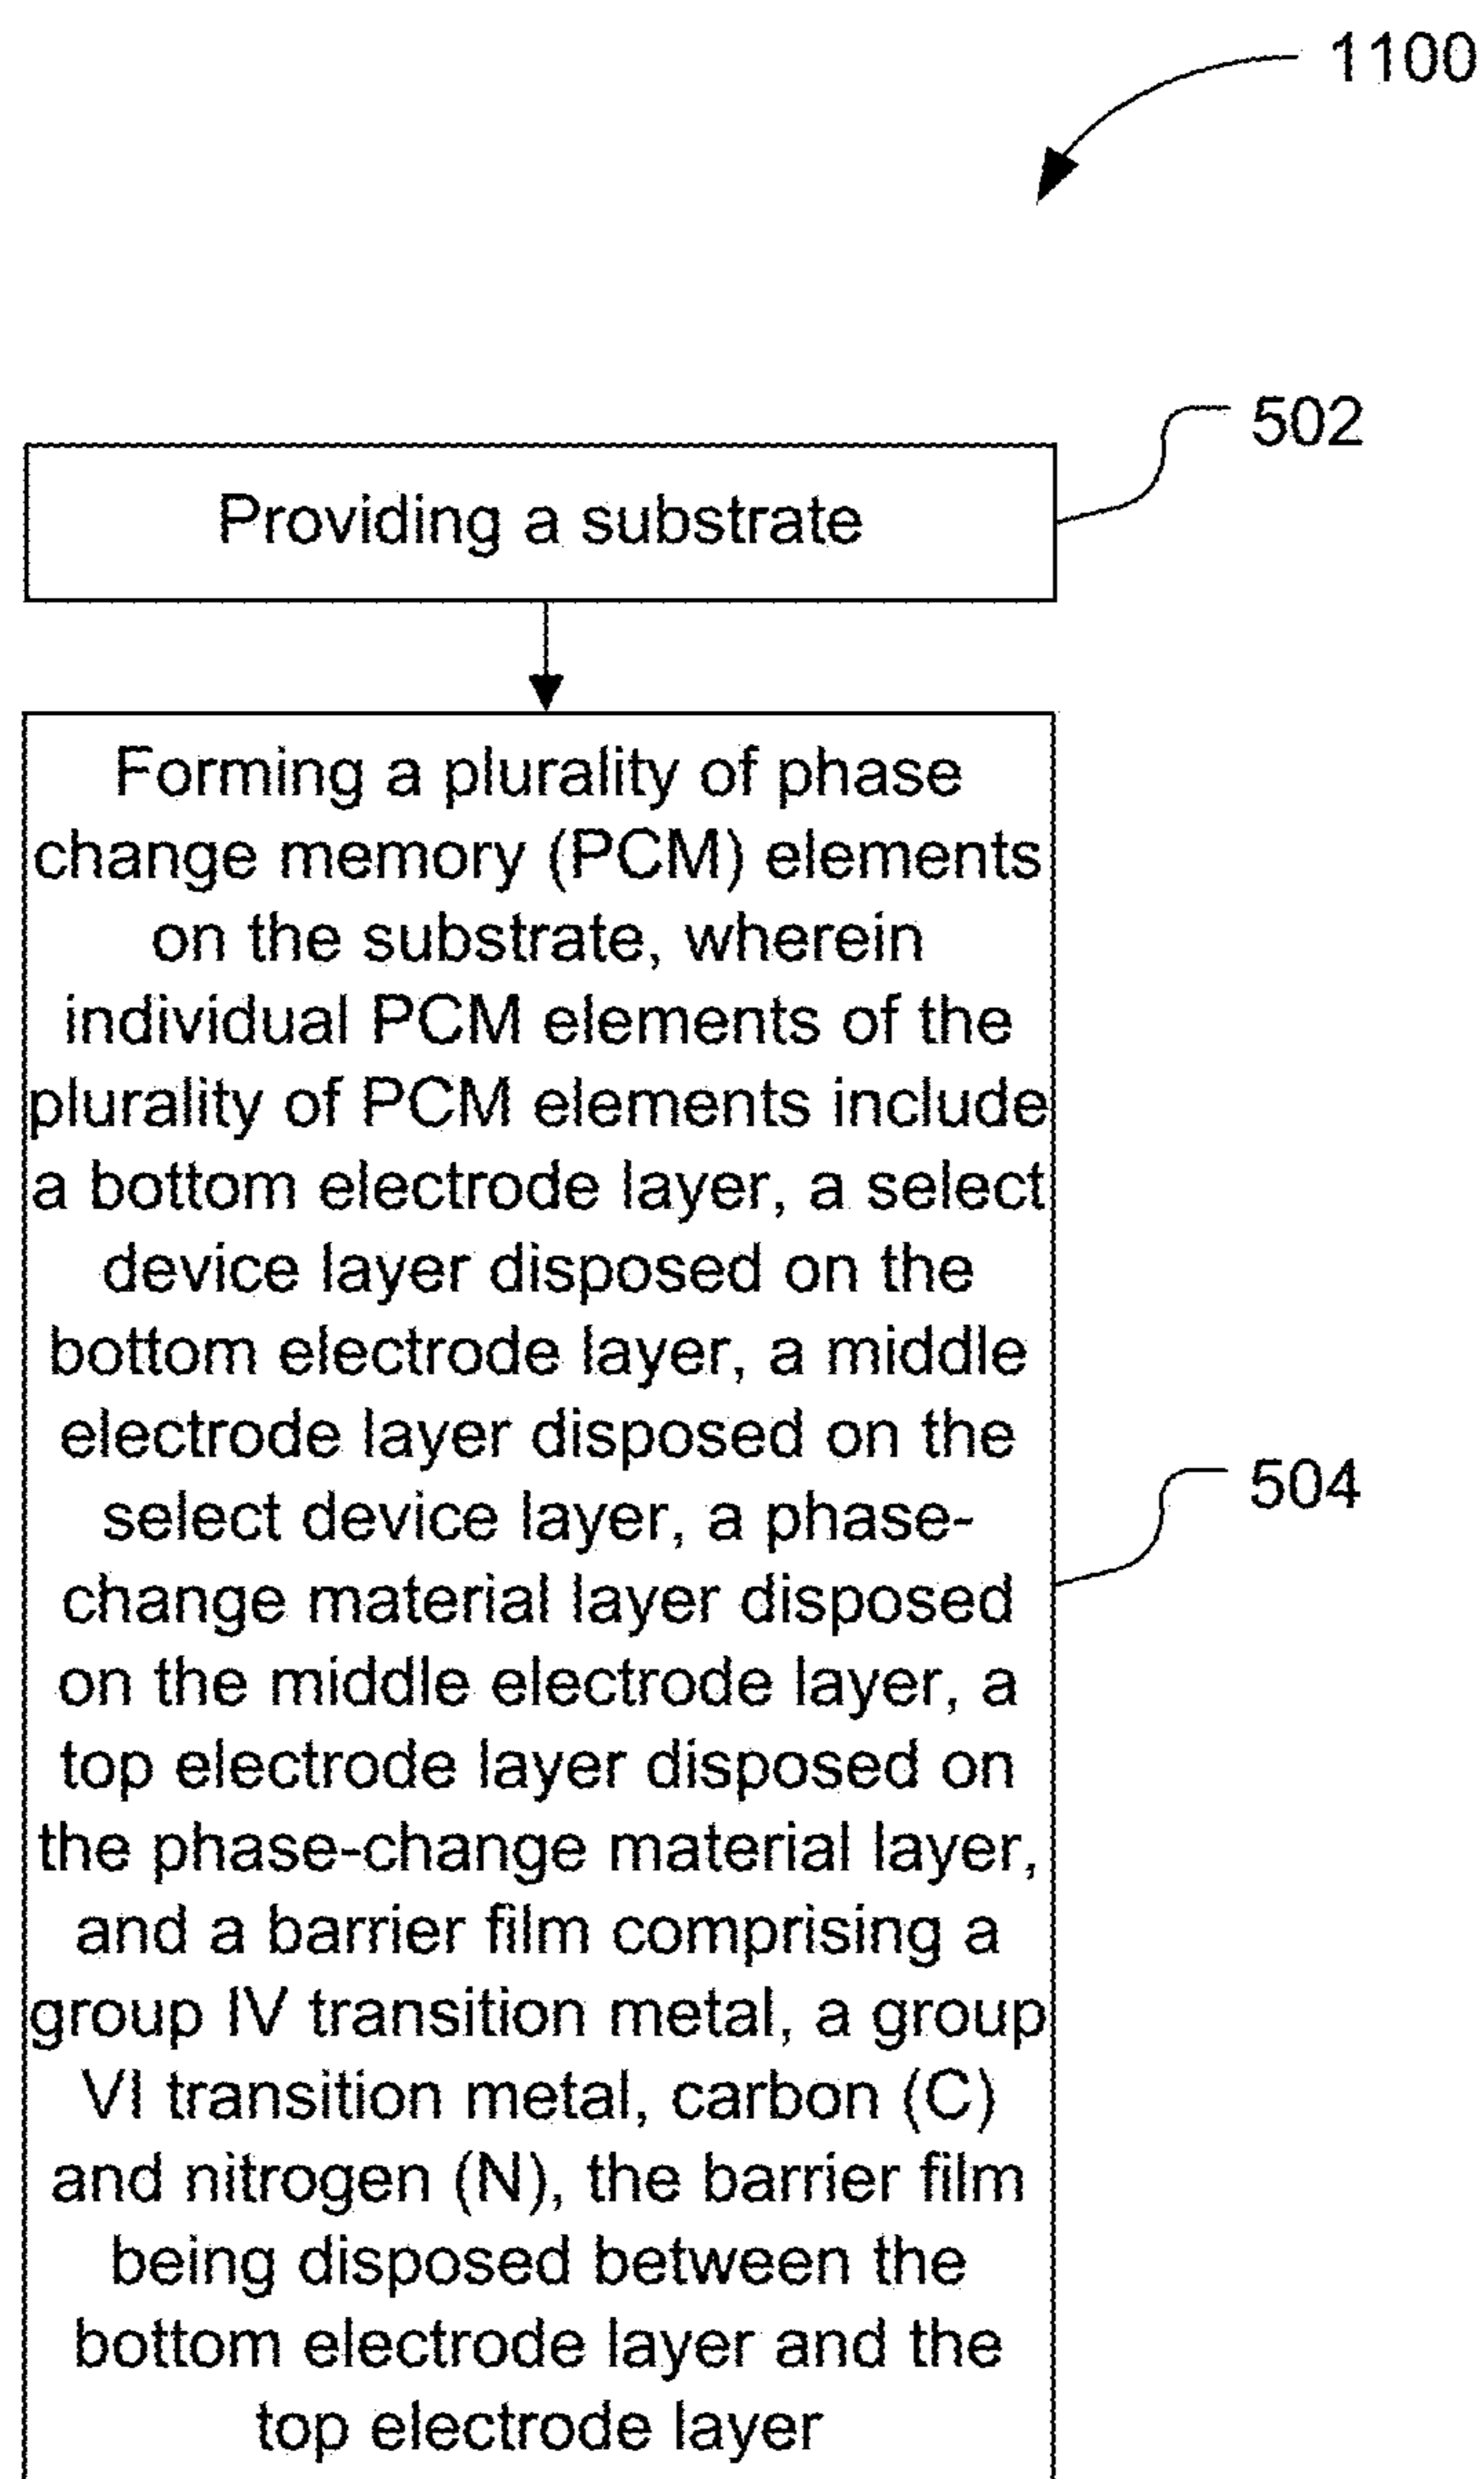 1100
502
Providing a substrate
Forming a plurality of phase
change memory (PCM) elements
on the substrate, wherein
individual PCM elements of the
plurality of PCM elements include
a bottom electrode layer, a select
device layer disposed on the
bottom electrode layer, a middle
electrode layer disposed on the
select device layer, a phase-
change material layer disposed
on the middle electrode layer, a
top electrode layer disposed on
the phase-change material layer,
and a barrier film comprising a
group IV transition metal, a group
VI transition metal, carbon (C)
and nitrogen (N), the barrier film
being disposed between the
bottom electrode layer and the
top electrode layer
504